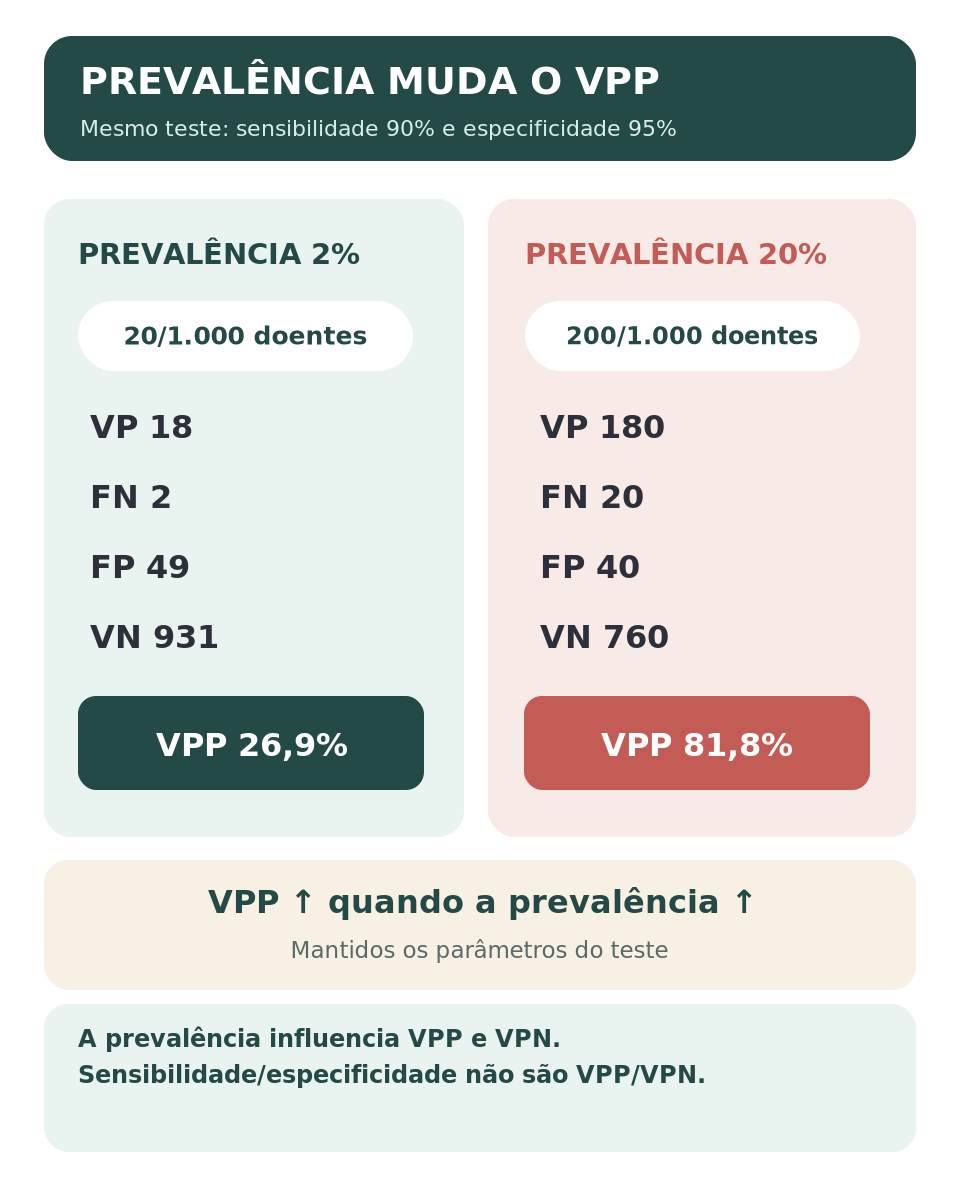 PREVALÊNCIA MUDA O VPP
Mesmo teste: sensibilidade 90% e especificidade 95%
PREVALÊNCIA 2%
20/1.000 doentes
VP 18
FN 2
FP 49
VN 931
VPP 26,9%
PREVALÊNCIA 20%
200/1.000 doentes
VP 180
FN 20
FP 40
VN 760
VPP 81,8%
VPP ↑ quando a prevalência ↑
Mantidos os parâmetros do teste
A prevalência influencia VPP e VPN.
Sensibilidade/especificidade não são VPP/VPN.